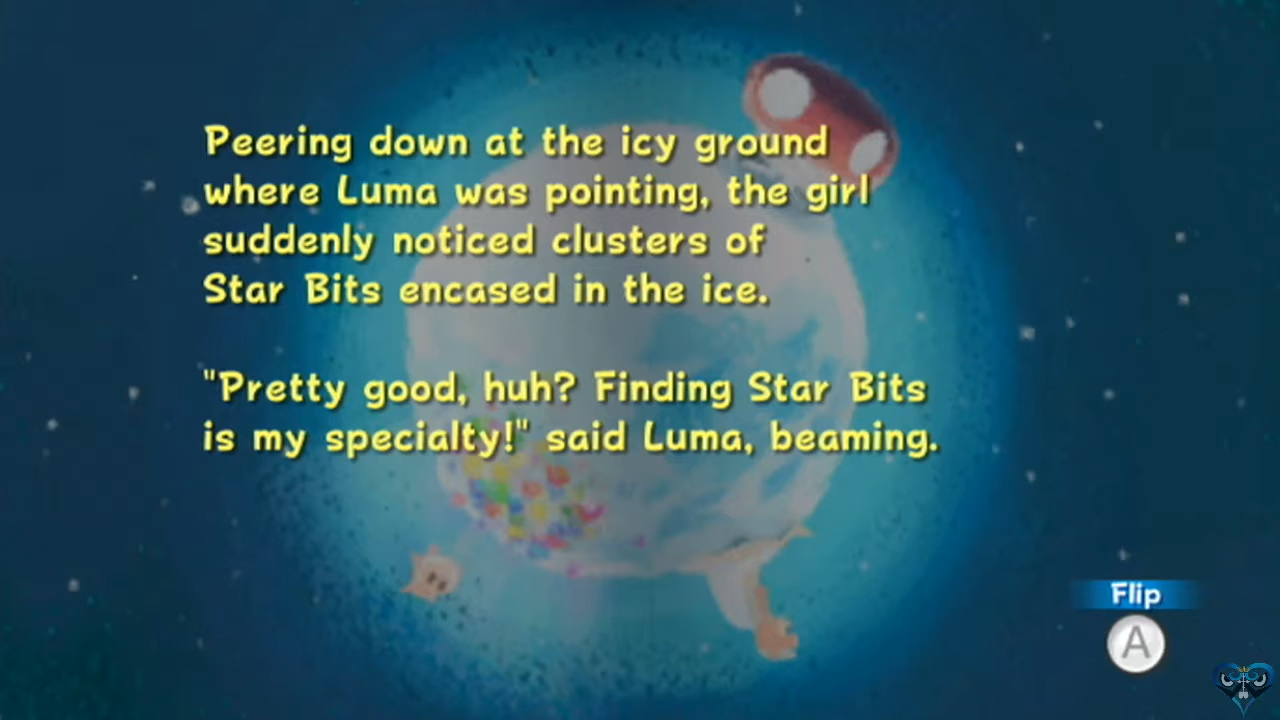 Peering down at the icy ground
where Luma was pointing, the girl
suddenly noticed clusters of
Star Bits encased in the ice.
"Pretty good, huh? Finding Star Bits
is my specialty!" said Luma, beaming.
Flip
A